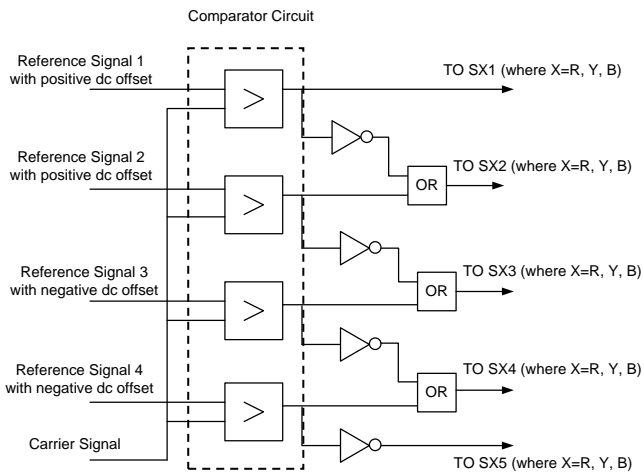 Comparator Circuit
Reference Signal 1
with positive dc offset
>
TO SX1 (where X=R, Y, B)
Reference Signal 2
with positive dc offset
>
OR
TO SX2 (where X=R, Y, B)
Reference Signal 3
with negative dc offset
>
OR
TO SX3 (where X=R, Y, B)
Reference Signal 4
with negative dc offset
>
OR
TO SX4 (where X=R, Y, B)
Carrier Signal
TO SX5 (where X=R, Y, B)